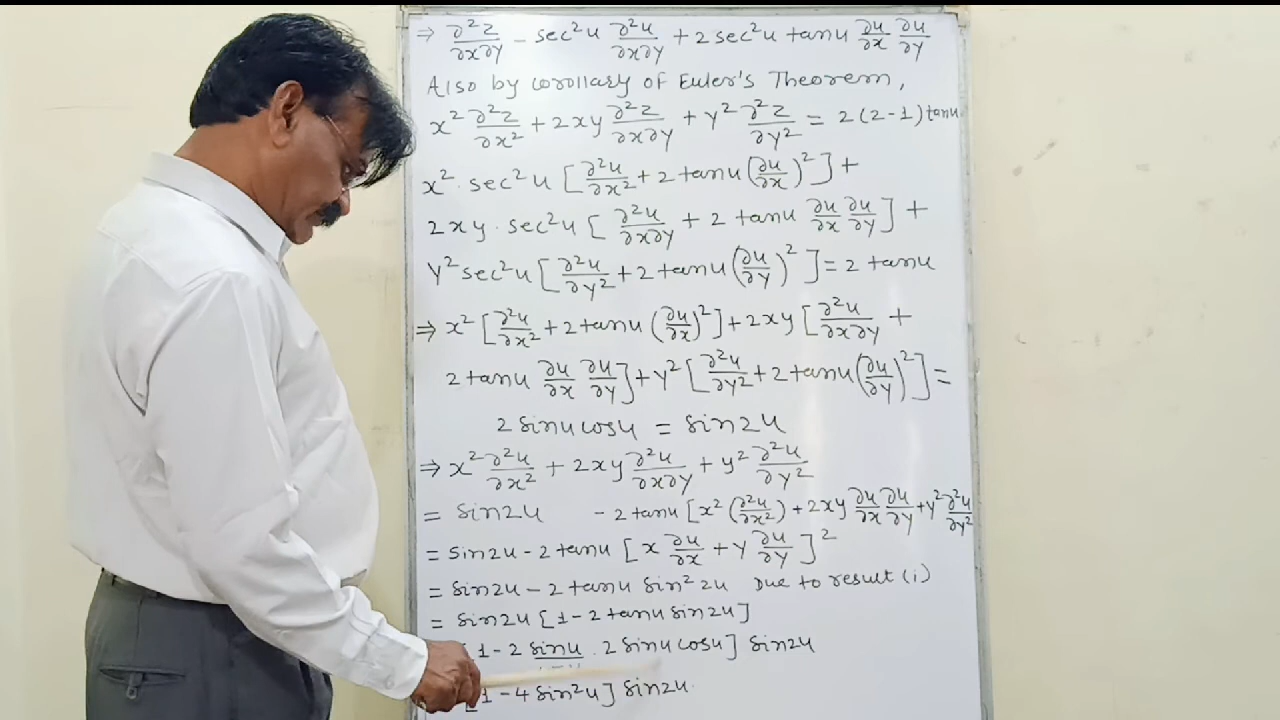 ⇒ ∂²z/∂x∂y - sec²u ∂²u/∂x∂y + 2 sec²u tanu ∂u/∂x ∂u/∂y
Also by corollary of Euler's Theorem,
x² ∂²z/∂x² + 2xy ∂²z/∂x∂y + y² ∂²z/∂y² = 2(2-1) tanu
x². sec²u [∂²u/∂x² + 2 tanu (∂u/∂x)²] +
2xy. sec²u [∂²u/∂x∂y + 2 tanu ∂u/∂x ∂u/∂y] +
y² sec²u [∂²u/∂y² + 2 tanu (∂u/∂y)²] = 2 tanu
⇒ x² [∂²u/∂x² + 2 tanu (∂u/∂x)²] + 2xy [∂²u/∂x∂y +
2 tanu ∂u/∂x ∂u/∂y] + y² [∂²u/∂y² + 2 tanu (∂u/∂y)²] =
2 sinu cosu = sin2u
⇒ x² ∂²u/∂x² + 2xy ∂²u/∂x∂y + y² ∂²u/∂y²
= sin2u - 2 tanu [x² (∂²u/∂x²) + 2xy ∂u/∂x ∂u/∂y + y² ∂²u/∂y²
= sin2u - 2 tanu [x ∂u/∂x + y ∂u/∂y]²
= sin2u - 2 tanu sin²2u Due to result (i)
= sin2u [1 - 2 tanu sin2u]
[1 - 2 sinu . 2 sinu cosu] sin2u
[1 - 4 sin²u] sin2u.